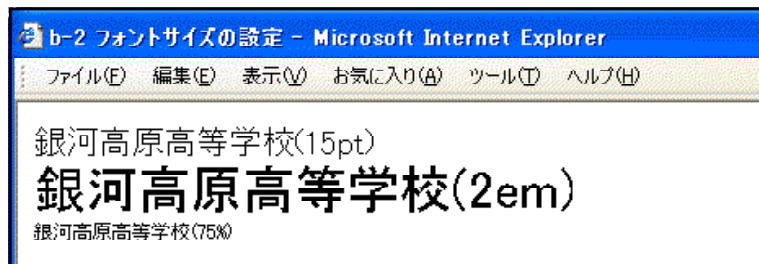 b-2 フォントサイズの設定 - Microsoft Internet Explorer
ファイル(F) 編集(E) 表示(V) お気に入り(A) ツール(T) ヘルプ(H)
銀河高原高等学校(15pt)
銀河高原高等学校(2em)
銀河高原高等学校(75%)